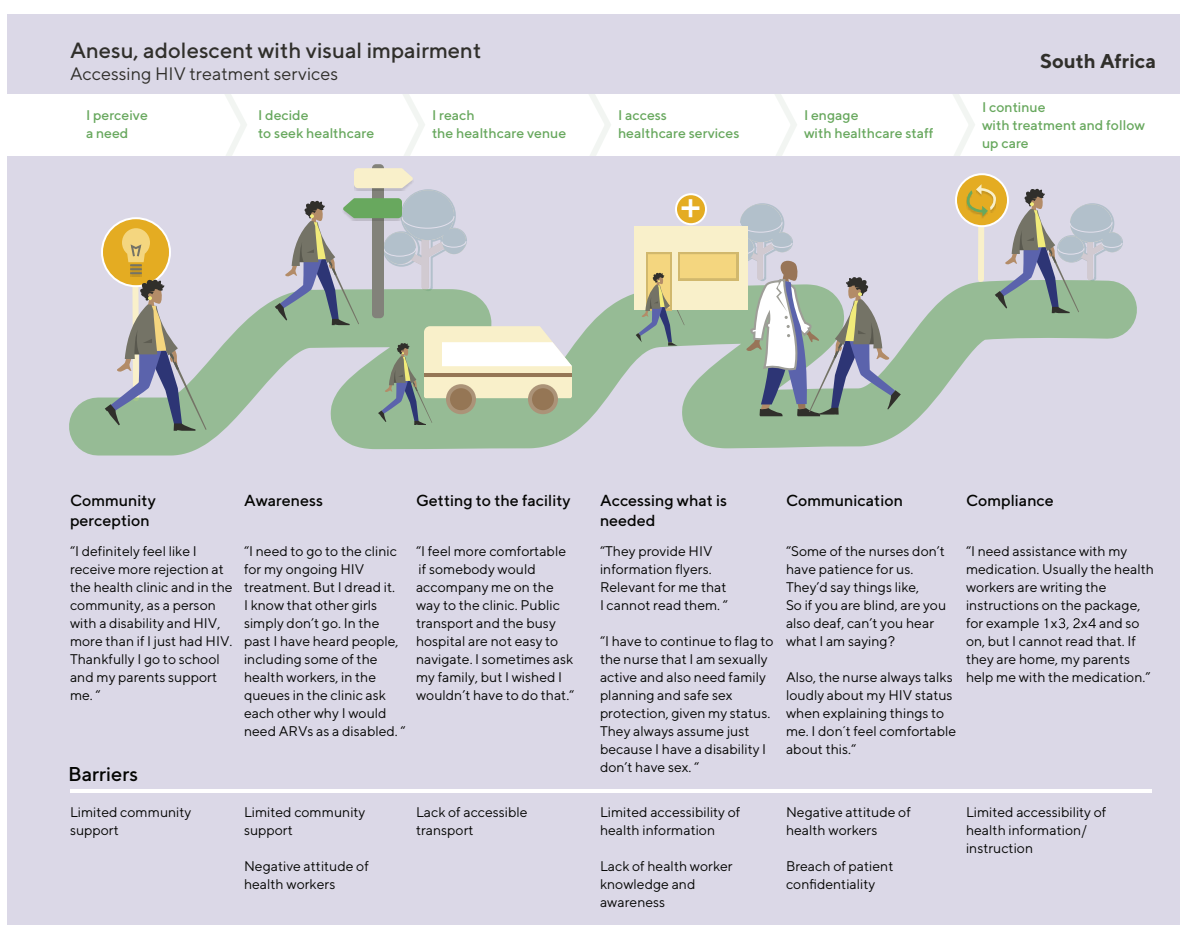 Anesu, adolescent with visual impairment
Accessing HIV treatment services
South Africa
I perceive
a need
I decide
to seek healthcare
I reach
the healthcare venue
I access
healthcare services
I engage
with healthcare staff
I continue
with treatment and follow
up care
Community
perception
“I definitely feel like I
receive more rejection at
the health clinic and in the
community, as a person
with a disability and HIV,
more than if I just had HIV.
Thankfully I go to school
and my parents support
me. “
Awareness
“I need to go to the clinic
for my ongoing HIV
treatment. But I dread it.
I know that other girls
simply don’t go. In the
past I have heard people,
including some of the
health workers, in the
queues in the clinic ask
each other why I would
need ARVs as a disabled. “
Getting to the facility
“I feel more comfortable
if somebody would
accompany me on the
way to the clinic. Public
transport and the busy
hospital are not easy to
navigate. I sometimes ask
my family, but I wished I
wouldn’t have to do that.”
Accessing what is
needed
“They provide HIV
information flyers.
Relevant for me that
I cannot read them. “
“I have to continue to flag to
the nurse that I am sexually
active and also need family
planning and safe sex
protection, given my status.
They always assume just
because I have a disability I
don’t have sex. “
Communication
“Some of the nurses don’t
have patience for us.
They’d say things like,
So if you are blind, are you
also deaf, can’t you hear
what I am saying?
Also, the nurse always talks
loudly about my HIV status
when explaining things to
me. I don’t feel comfortable
about this.”
Compliance
“I need assistance with my
medication. Usually the health
workers are writing the
instructions on the package,
for example 1x3, 2x4 and so
on, but I cannot read that. If
they are home, my parents
help me with the medication.”
Barriers
Limited community
support
Limited community
support
Negative attitude of
health workers
Lack of accessible
transport
Limited accessibility of
health information
Lack of health worker
knowledge and
awareness
Negative attitude of
health workers
Breach of patient
confidentiality
Limited accessibility of
health information/
instruction